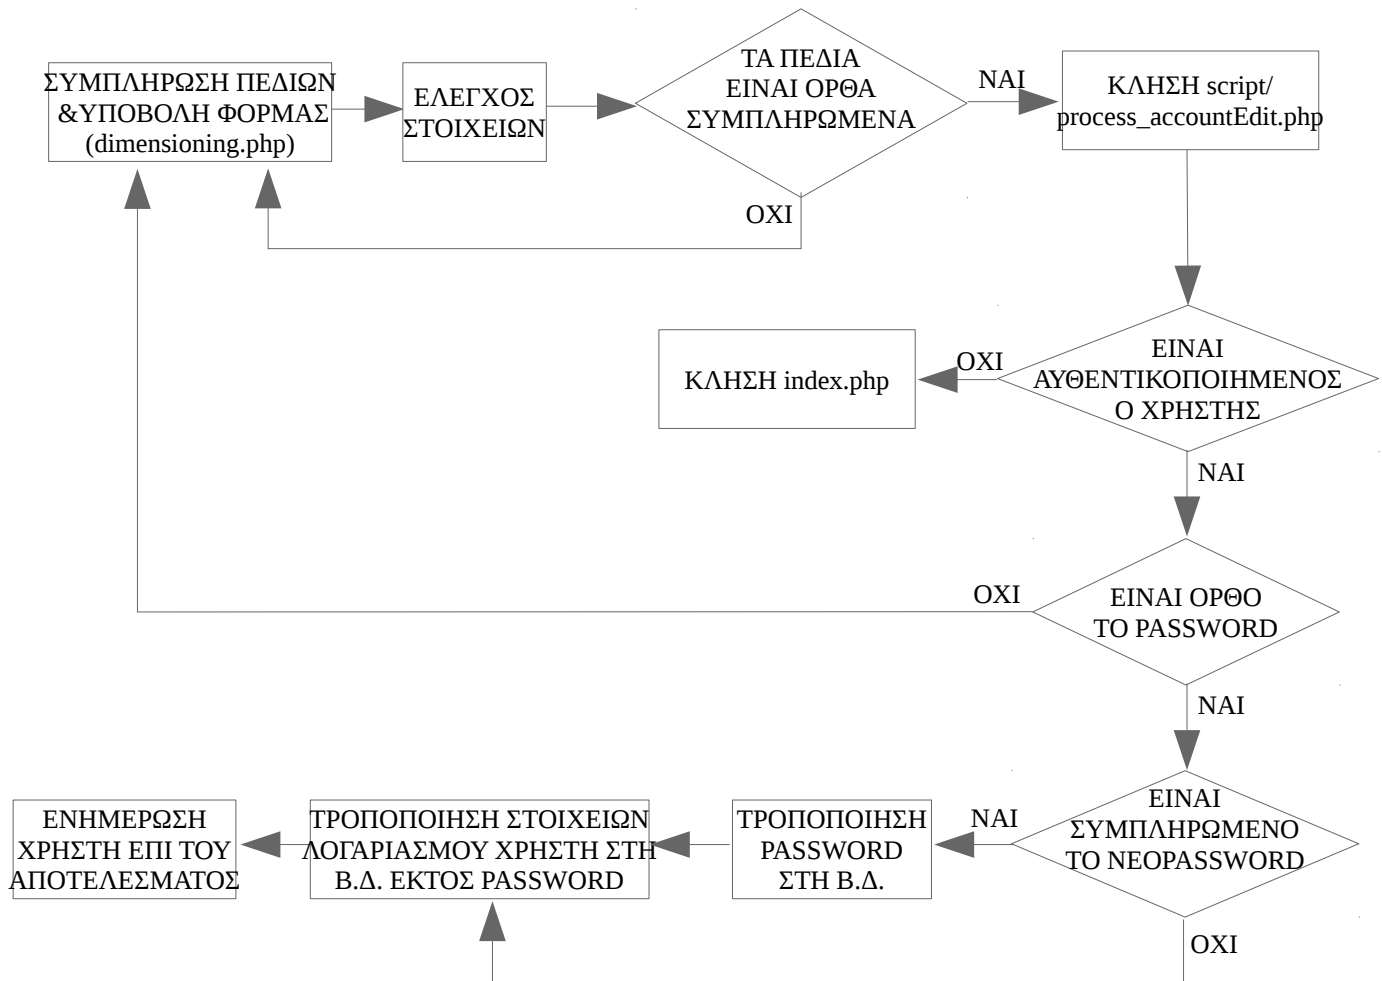 ΣΥΜΠΛΗΡΩΣΗ ΠΕΔΙΩΝ
&ΥΠΟΒΟΛΗ ΦΟΡΜΑΣ
(dimensioning.php)
ΕΛΕΓΧΟΣ
ΣΤΟΙΧΕΙΩΝ
ΤΑ ΠΕΔΙΑ
ΕΙΝΑΙ ΟΡΘΑ
ΣΥΜΠΛΗΡΩΜΕΝΑ
ΝΑΙ
ΚΛΗΣΗ script/
process_accountEdit.php
ΟΧΙ
ΚΛΗΣΗ index.php
ΟΧΙ
ΕΙΝΑΙ
ΑΥΘΕΝΤΙΚΟΠΟΙΗΜΕΝΟΣ
Ο ΧΡΗΣΤΗΣ
ΝΑΙ
ΟΧΙ
ΕΙΝΑΙ ΟΡΘΟ
ΤΟ PASSWORD
ΝΑΙ
ΕΙΝΑΙ
ΣΥΜΠΛΗΡΩΜΕΝΟ
ΤΟ ΝΕΟPASSWORD
ΝΑΙ
ΤΡΟΠΟΠΟΙΗΣΗ
PASSWORD
ΣΤΗ Β.Δ.
ΤΡΟΠΟΠΟΙΗΣΗ ΣΤΟΙΧΕΙΩΝ
ΛΟΓΑΡΙΑΣΜΟΥ ΧΡΗΣΤΗ ΣΤΗ
Β.Δ. ΕΚΤΟΣ PASSWORD
ΕΝΗΜΕΡΩΣΗ
ΧΡΗΣΤΗ ΕΠΙ ΤΟΥ
ΑΠΟΤΕΛΕΣΜΑΤΟΣ
ΟΧΙ